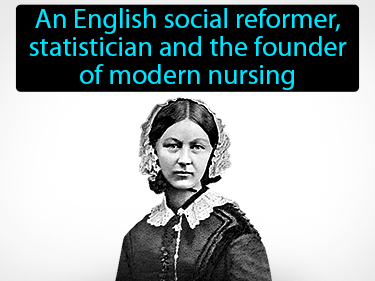 An English social reformer,
statistician and the founder
of modern nursing